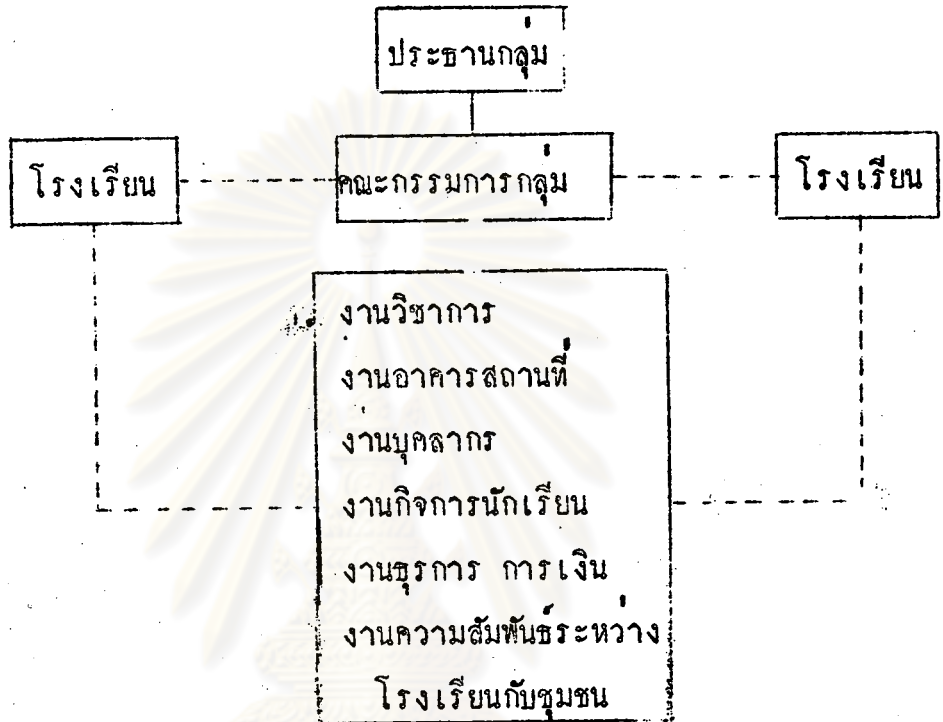 ประธานกลุ่ม
โรงเรียน
คณะกรรมการกลุ่ม
โรงเรียน
งานวิชาการ
งานอาคารสถานที่
งานบุคลากร
งานกิจการนักเรียน
งานธุรการ การเงิน
งานความสัมพันธ์ระหว่าง
โรงเรียนกับชุมชน